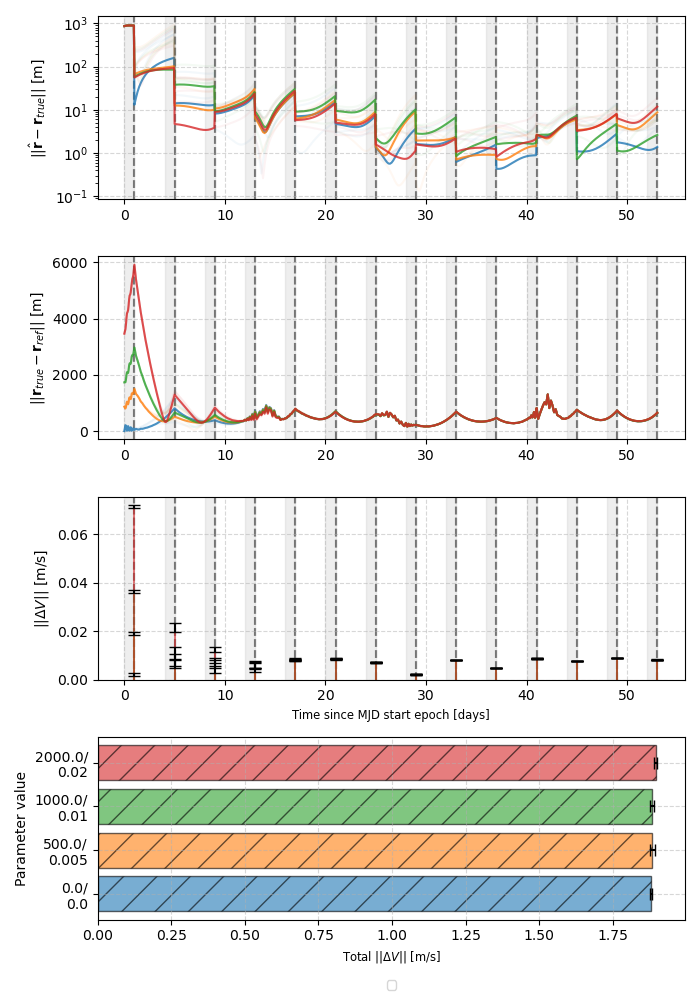 ||r̂ − r_true|| [m]
10³
10²
10¹
10⁰
10⁻¹
0 10 20 30 40 50
||r_true − r_ref|| [m]
6000
4000
2000
0
0 10 20 30 40 50
||ΔV|| [m/s]
0.06
0.04
0.02
0.00
0 10 20 30 40 50
Time since MJD start epoch [days]
Parameter value
2000.0/
0.02
1000.0/
0.01
500.0/
0.005
0.0/
0.0
0.00 0.25 0.50 0.75 1.00 1.25 1.50 1.75
Total ||ΔV|| [m/s]